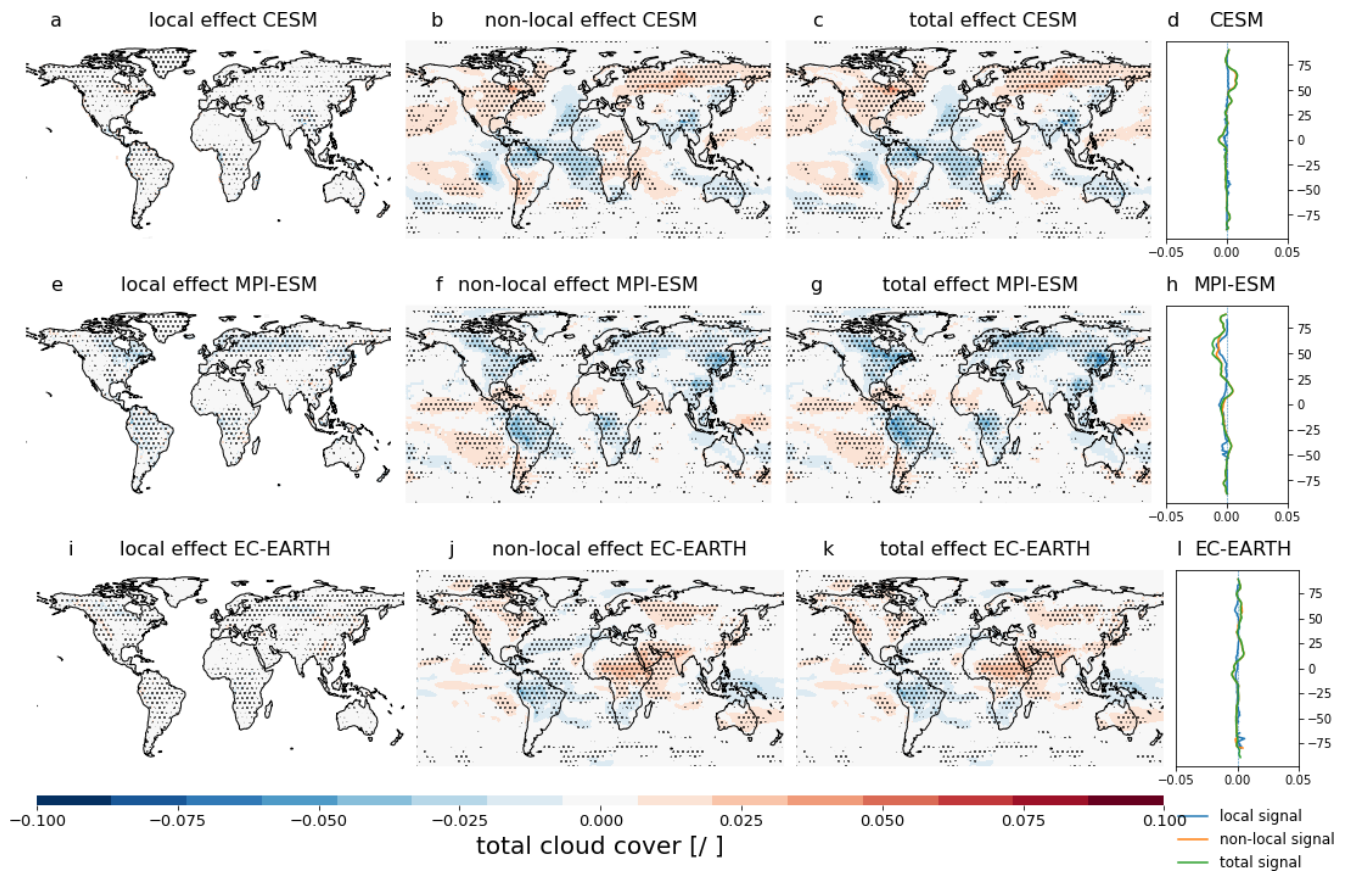 a local effect CESM b non-local effect CESM c total effect CESM d CESM
75
50
25
0
−25
−50
−75
−0.05 0.00 0.05
e local effect MPI-ESM f non-local effect MPI-ESM g total effect MPI-ESM h MPI-ESM
75
50
25
0
−25
−50
−75
−0.05 0.00 0.05
i local effect EC-EARTH j non-local effect EC-EARTH k total effect EC-EARTH l EC-EARTH
75
50
25
0
−25
−50
−75
−0.05 0.00 0.05
−0.100 −0.075 −0.050 −0.025 0.000 0.025 0.050 0.075 0.100
total cloud cover [/ ]
local signal
non-local signal
total signal